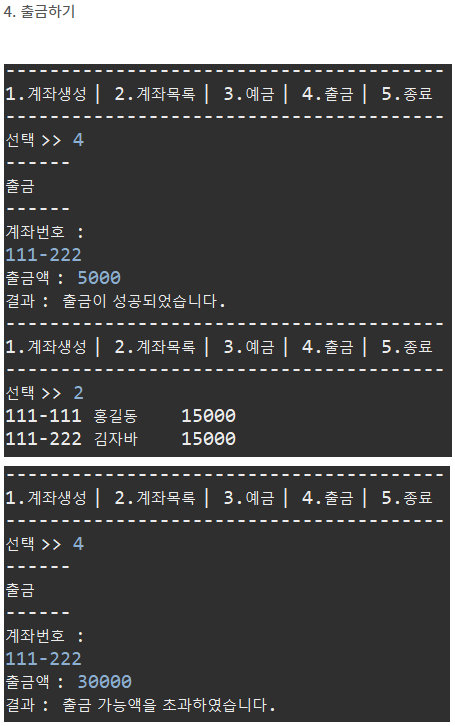 4. 출금하기
----------------------------------------
1.계좌생성 | 2.계좌목록 | 3.예금 | 4.출금 | 5.종료
----------------------------------------
선택 >> 4
------
출금
------
계좌번호 :
111-222
출금액 : 5000
결과 : 출금이 성공되었습니다.
----------------------------------------
1.계좌생성 | 2.계좌목록 | 3.예금 | 4.출금 | 5.종료
----------------------------------------
선택 >> 2
111-111 홍길동    15000
111-222 김자바    15000
----------------------------------------
1.계좌생성 | 2.계좌목록 | 3.예금 | 4.출금 | 5.종료
----------------------------------------
선택 >> 4
------
출금
------
계좌번호 :
111-222
출금액 : 30000
결과 : 출금 가능액을 초과하였습니다.